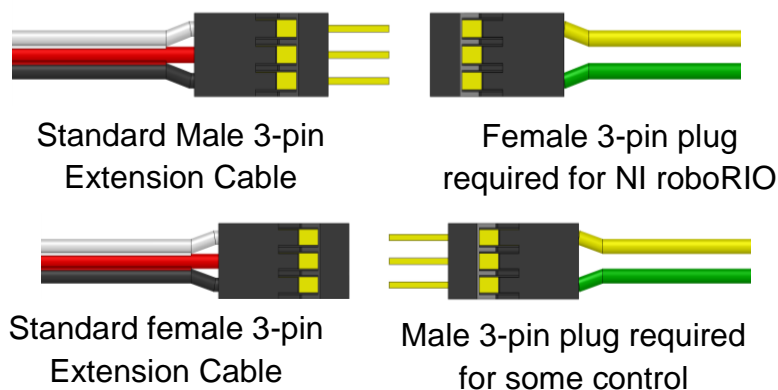 Standard Male 3-pin
Extension Cable
Female 3-pin plug
required for NI roboRIO
Standard female 3-pin
Extension Cable
Male 3-pin plug required
for some control